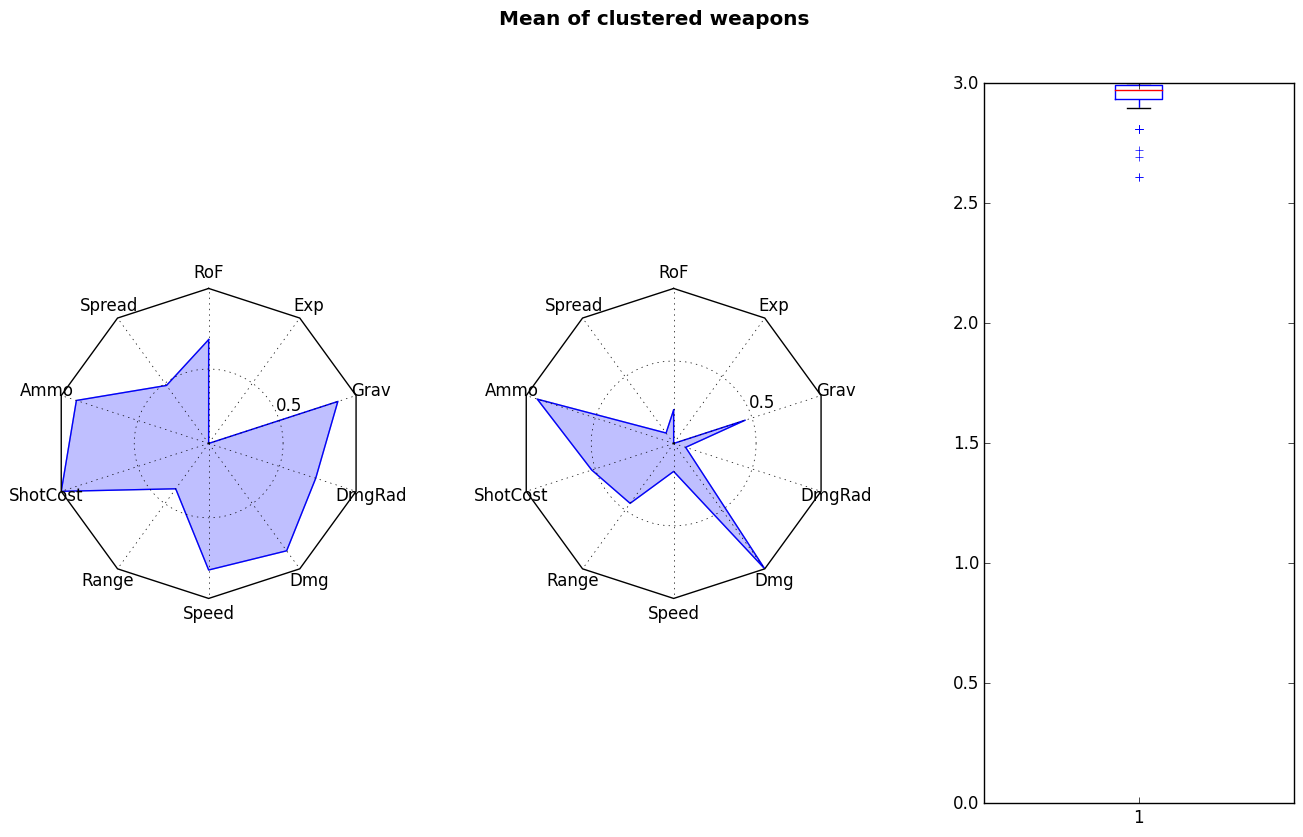 Mean of clustered weapons
RoF
Exp
Spread
Grav
Ammo
0.5
ShotCost
DmgRad
Range
Dmg
Speed
RoF
Exp
Spread
Grav
Ammo
0.5
ShotCost
DmgRad
Range
Dmg
Speed
3.0
2.5
2.0
1.5
1.0
0.5
0.0
1